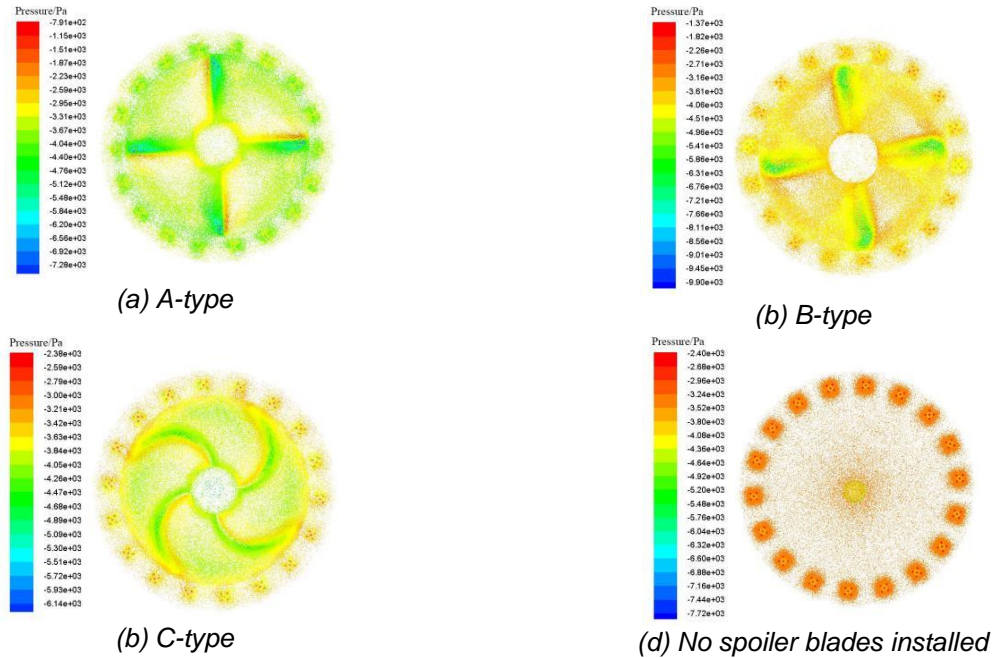 Pressure/Pa
-7.91e+02
-1.15e+03
-1.51e+03
-1.87e+03
-2.23e+03
-2.59e+03
-2.95e+03
-3.31e+03
-3.67e+03
-4.04e+03
-4.40e+03
-4.76e+03
-5.12e+03
-5.48e+03
-5.84e+03
-6.20e+03
-6.56e+03
-6.92e+03
-7.28e+03
(a) A-type
Pressure/Pa
-1.37e+03
-2.26e+03
-2.71e+03
-3.16e+03
-3.61e+03
-4.06e+03
-4.51e+03
-4.96e+03
-5.41e+03
-5.86e+03
-6.31e+03
-6.76e+03
-7.21e+03
-7.66e+03
-8.11e+03
-8.56e+03
-9.01e+03
-9.45e+03
-9.90e+03
(b) B-type
Pressure/Pa
-2.38e+03
-2.59e+03
-2.79e+03
-3.00e+03
-3.21e+03
-3.42e+03
-3.63e+03
-3.84e+03
-4.05e+03
-4.26e+03
-4.47e+03
-4.68e+03
-4.89e+03
-5.09e+03
-5.30e+03
-5.51e+03
-5.72e+03
-5.93e+03
-6.14e+03
(b) C-type
Pressure/Pa
-2.40e+03
-2.68e+03
-2.96e+03
-3.24e+03
-3.52e+03
-3.80e+03
-4.08e+03
-4.36e+03
-4.64e+03
-4.92e+03
-5.20e+03
-5.48e+03
-5.76e+03
-6.04e+03
-6.32e+03
-6.60e+03
-6.88e+03
-7.16e+03
-7.44e+03
-7.72e+03
(d) No spoiler blades installed